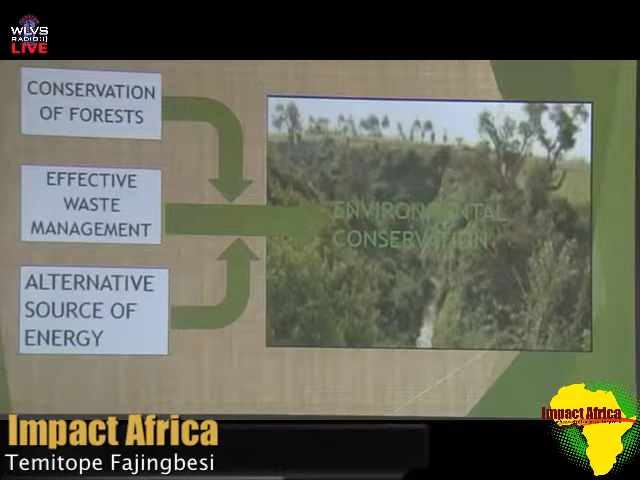 WLVS
RADIO
LIVE
CONSERVATION
OF FORESTS
EFFECTIVE
WASTE
MANAGEMENT
ALTERNATIVE
SOURCE OF
ENERGY
ENVIRONMENTAL
CONSERVATION
Impact Africa
Impact Africa
Temitope Fajingbesi